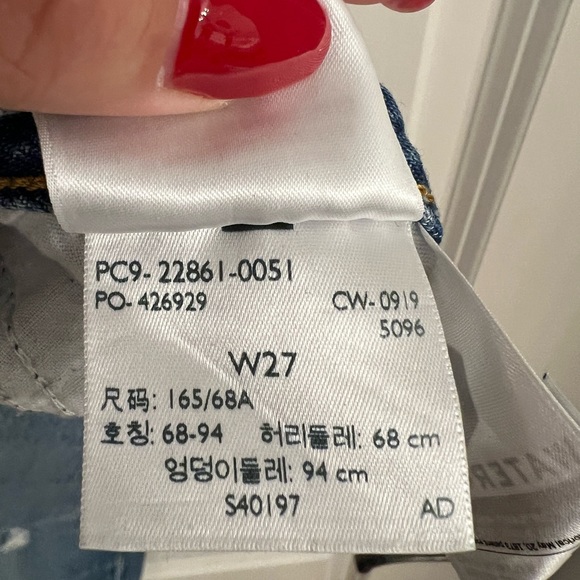 PC9-22861-0051
PO-426929 CW-0919
5096
W27
尺码: 165/68A
호칭: 68-94 허리둘레: 68 cm
엉덩이둘레: 94 cm
S40197 AD